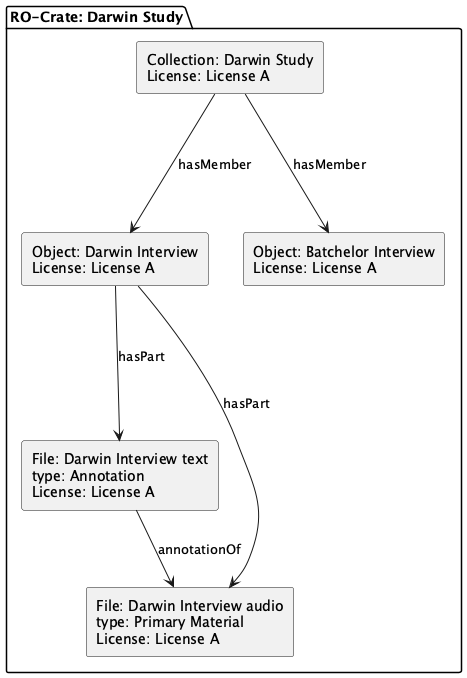 RO-Crate: Darwin Study
Collection: Darwin Study
License: License A
hasMember
hasMember
Object: Darwin Interview
License: License A
Object: Batchelor Interview
License: License A
hasPart
hasPart
File: Darwin Interview text
type: Annotation
License: License A
annotationOf
File: Darwin Interview audio
type: Primary Material
License: License A